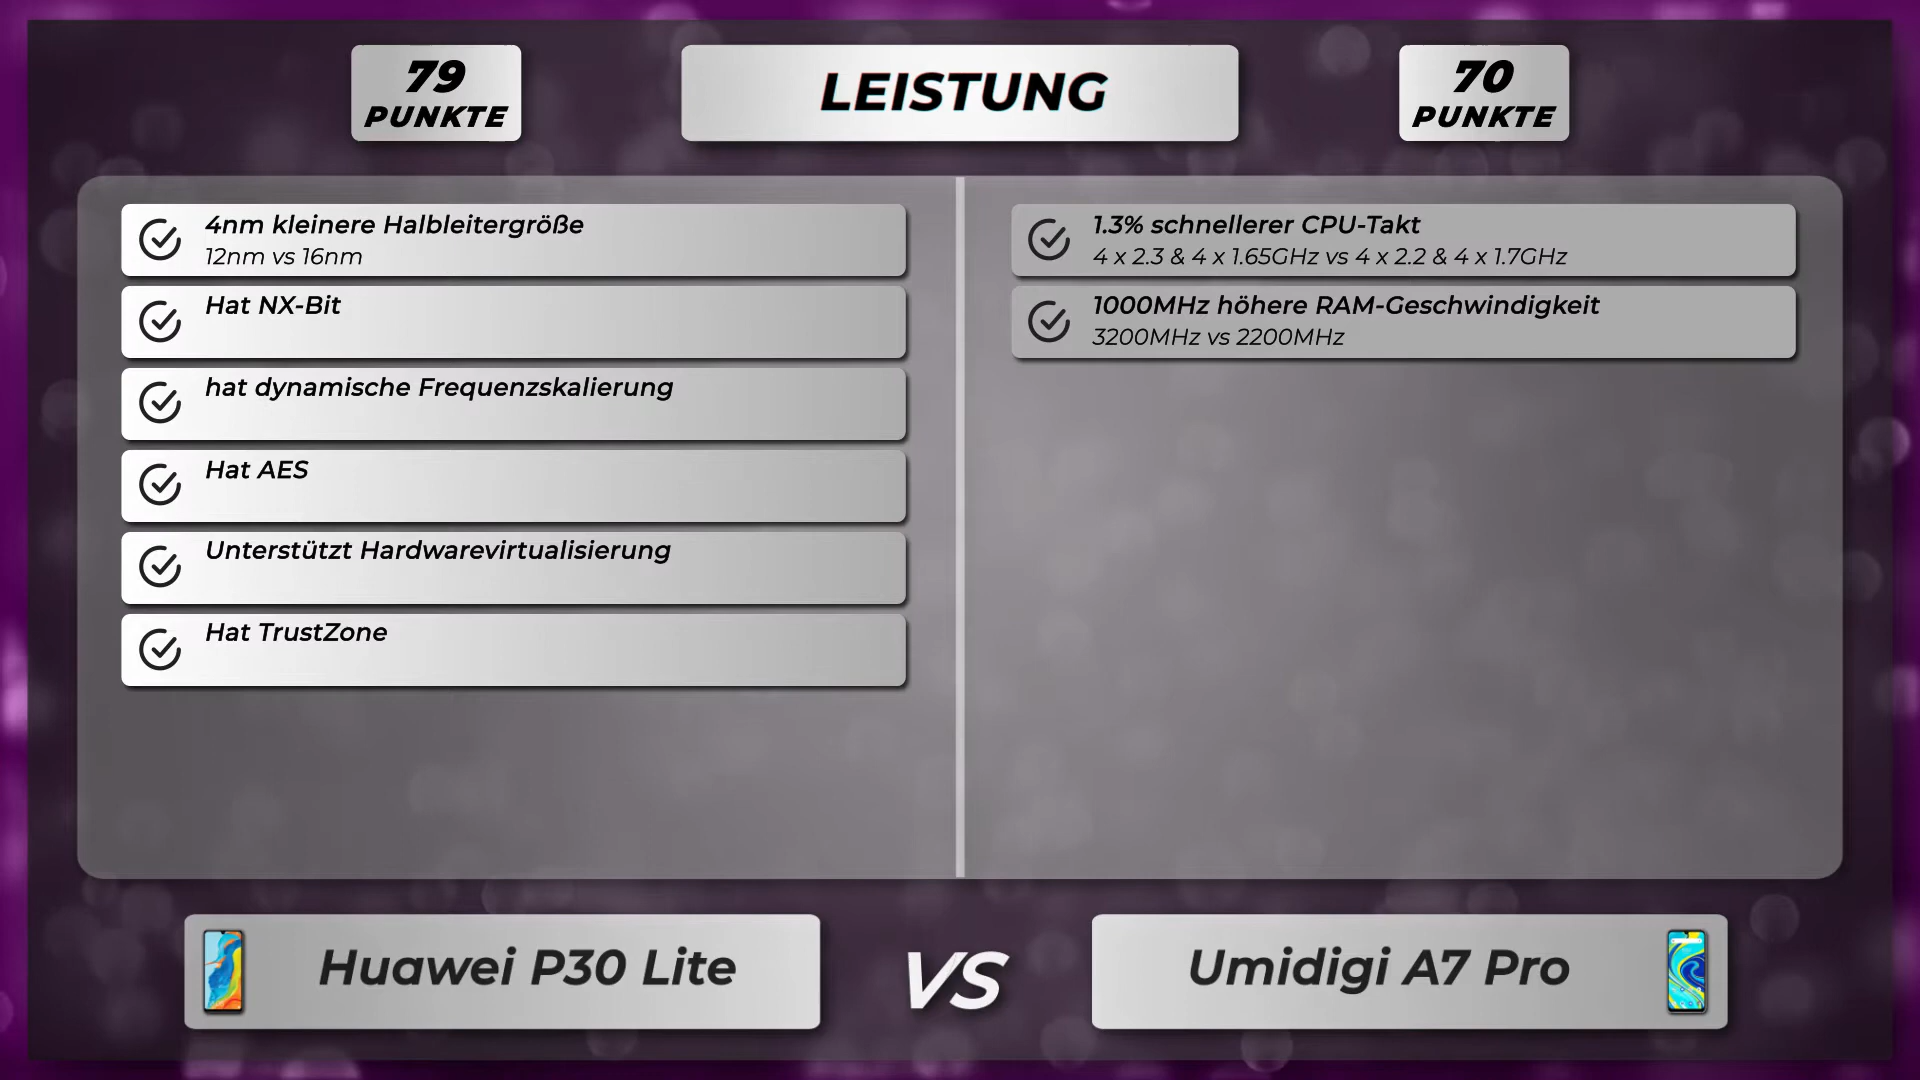 79
PUNKTE
LEISTUNG
70
PUNKTE
4nm kleinere Halbleitergröße
12nm vs 16nm
Hat NX-Bit
hat dynamische Frequenzskalierung
Hat AES
Unterstützt Hardwarevirtualisierung
Hat TrustZone
1.3% schnellerer CPU-Takt
4 x 2.3 & 4 x 1.65GHz vs 4 x 2.2 & 4 x 1.7GHz
1000MHz höhere RAM-Geschwindigkeit
3200MHz vs 2200MHz
Huawei P30 Lite
VS
Umidigi A7 Pro